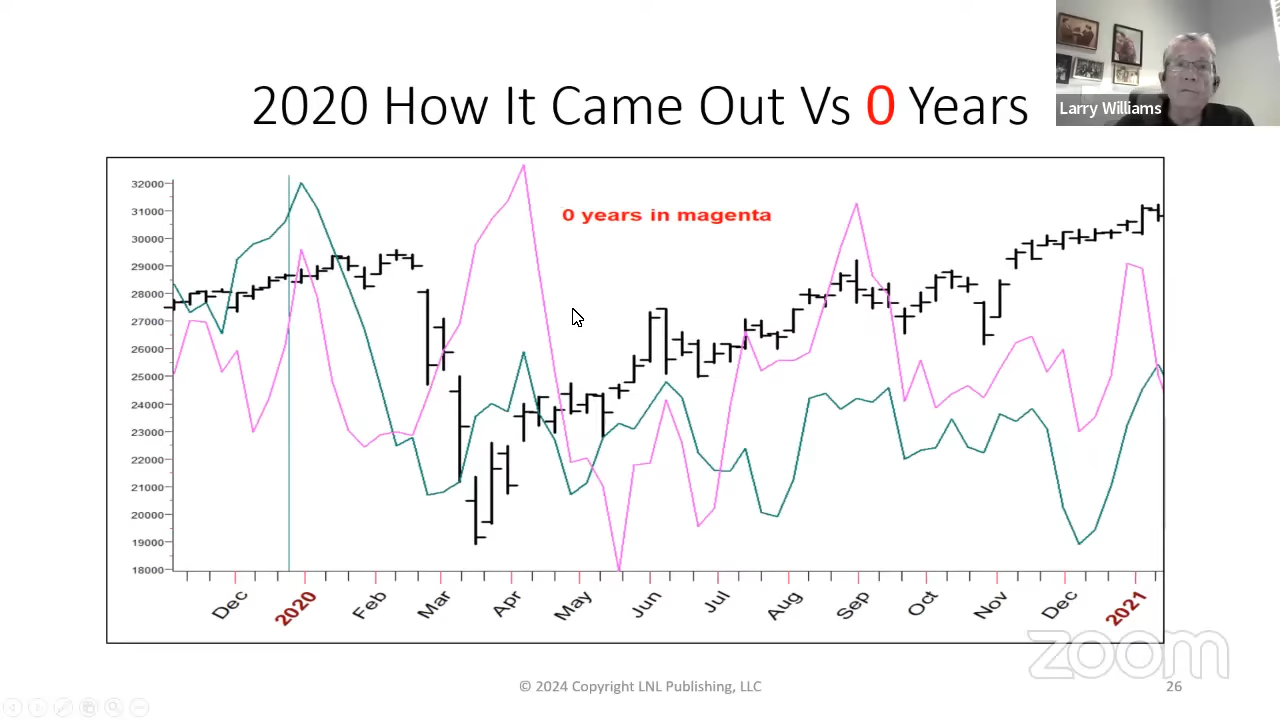 2020 How It Came Out Vs 0 Years
Larry Williams
0 years in magenta
32000
31000
30000
29000
28000
27000
26000
25000
24000
23000
22000
21000
20000
19000
18000
Dec
2020
Feb
Mar
Apr
May
Jun
Jul
Aug
Sep
Oct
Nov
Dec
2021
zoom
© 2024 Copyright LNL Publishing, LLC
26